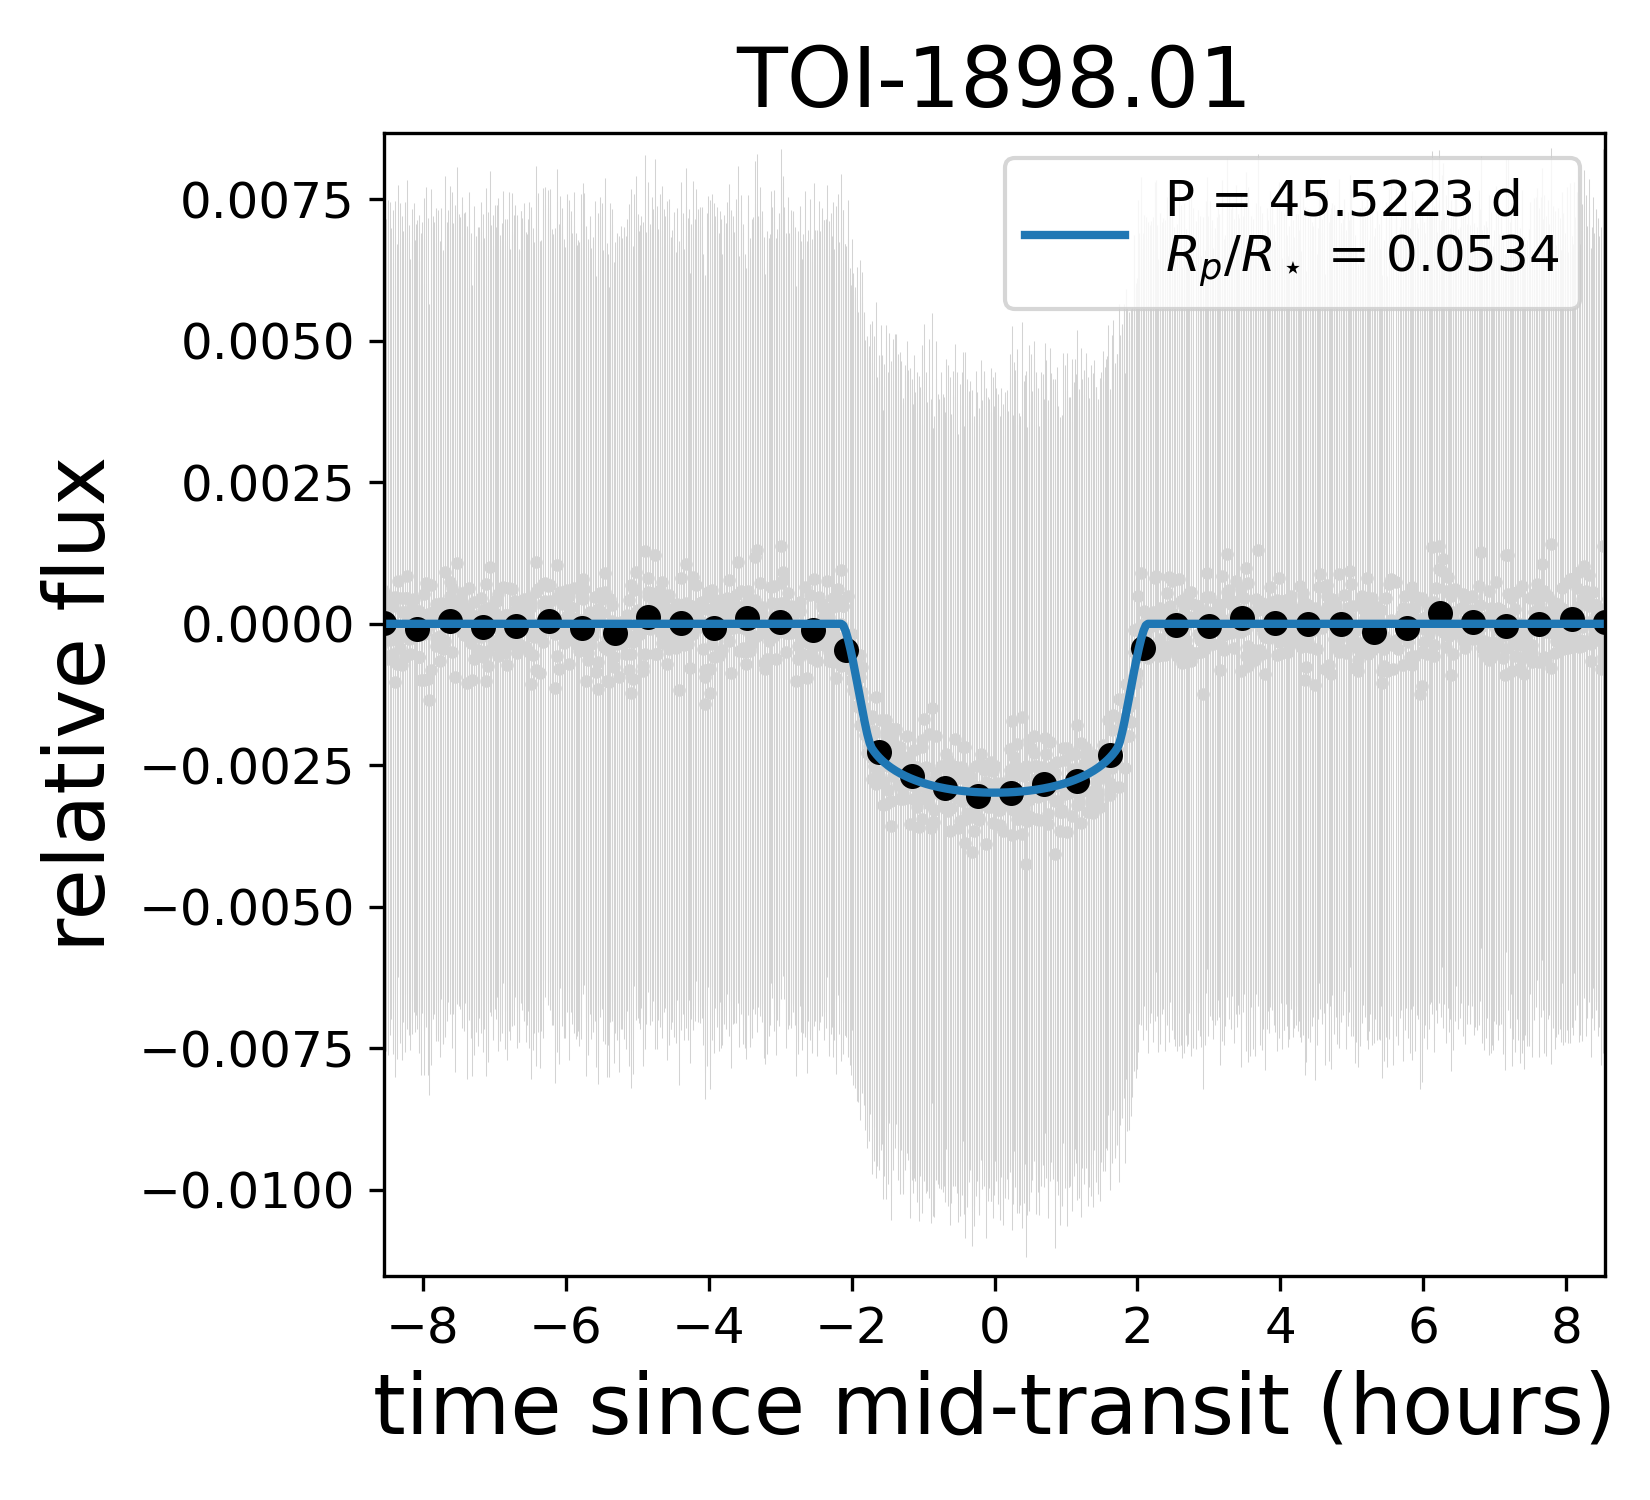 TOI-1898.01
P = 45.5223 d
R_p/R_⋆ = 0.0534
relative flux
0.0075
0.0050
0.0025
0.0000
−0.0025
−0.0050
−0.0075
−0.0100
−8 −6 −4 −2 0 2 4 6 8
time since mid-transit (hours)